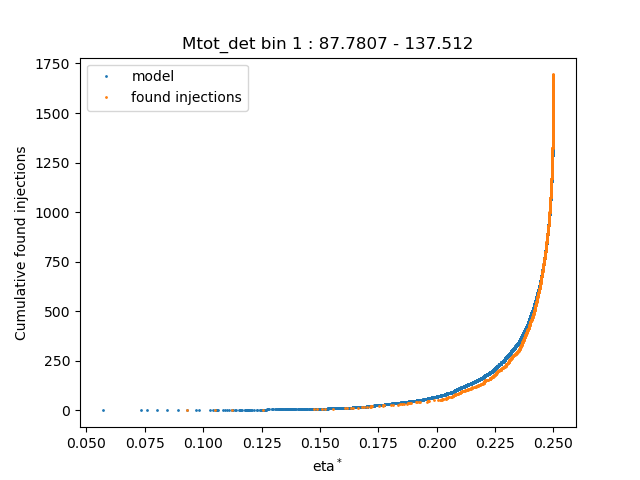 Mtot_det bin 1 : 87.7807 - 137.512
model
found injections
Cumulative found injections
1750
1500
1250
1000
750
500
250
0
0.050 0.075 0.100 0.125 0.150 0.175 0.200 0.225 0.250
eta*